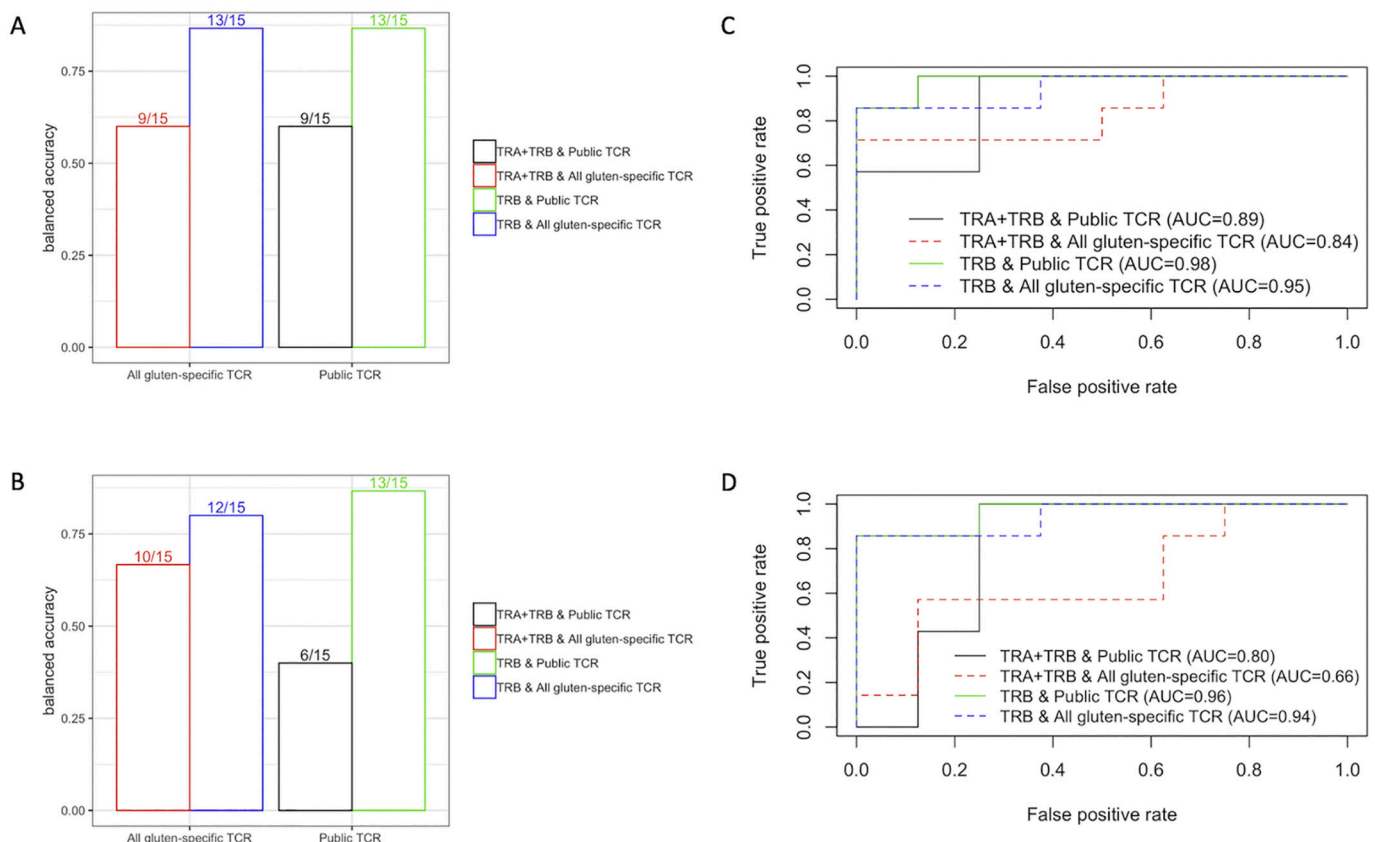 A
13/15
13/15
9/15
9/15
0.75
0.50
0.25
0.00
balanced accuracy
All gluten-specific TCR
Public TCR
TRA+TRB & Public TCR
TRA+TRB & All gluten-specific TCR
TRB & Public TCR
TRB & All gluten-specific TCR
C
True positive rate
1.0
0.8
0.6
0.4
0.2
0.0
TRA+TRB & Public TCR (AUC=0.89)
TRA+TRB & All gluten-specific TCR (AUC=0.84)
TRB & Public TCR (AUC=0.98)
TRB & All gluten-specific TCR (AUC=0.95)
0.0 0.2 0.4 0.6 0.8 1.0
False positive rate
B
13/15
12/15
10/15
6/15
0.75
0.50
0.25
0.00
balanced accuracy
All gluten-specific TCR
Public TCR
TRA+TRB & Public TCR
TRA+TRB & All gluten-specific TCR
TRB & Public TCR
TRB & All gluten-specific TCR
D
True positive rate
1.0
0.8
0.6
0.4
0.2
0.0
TRA+TRB & Public TCR (AUC=0.80)
TRA+TRB & All gluten-specific TCR (AUC=0.66)
TRB & Public TCR (AUC=0.96)
TRB & All gluten-specific TCR (AUC=0.94)
0.0 0.2 0.4 0.6 0.8 1.0
False positive rate